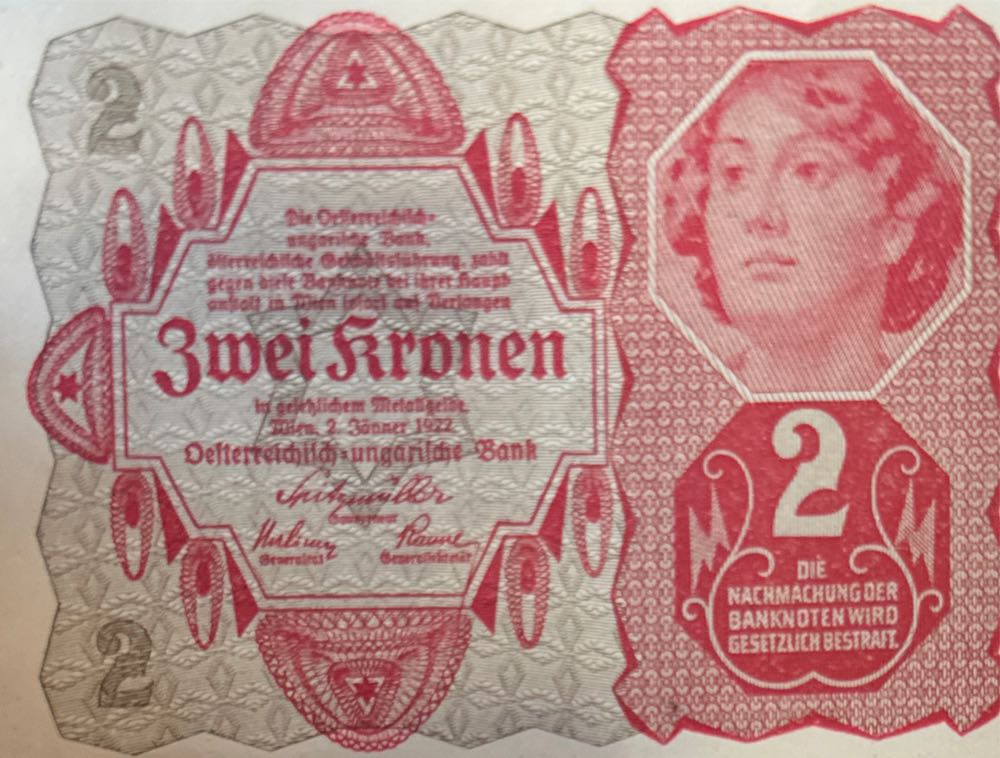 2
Die Oesterreichisch-
ungarische Bank,
österreichische Geschäftsführung, zahlt
gegen diese Banknote bei ihrer Haupt-
anstalt in Wien sofort auf Verlangen
Zwei Kronen
in gesetzlichem Metallgelde.
Wien, 2. Jänner 1922
Oesterreichisch-ungarische Bank
Spitzmüller
Gouverneur
Generalrat
Generalsekretär
2
2
DIE
NACHMACHUNG DER
BANKNOTEN WIRD
GESETZLICH BESTRAFT.